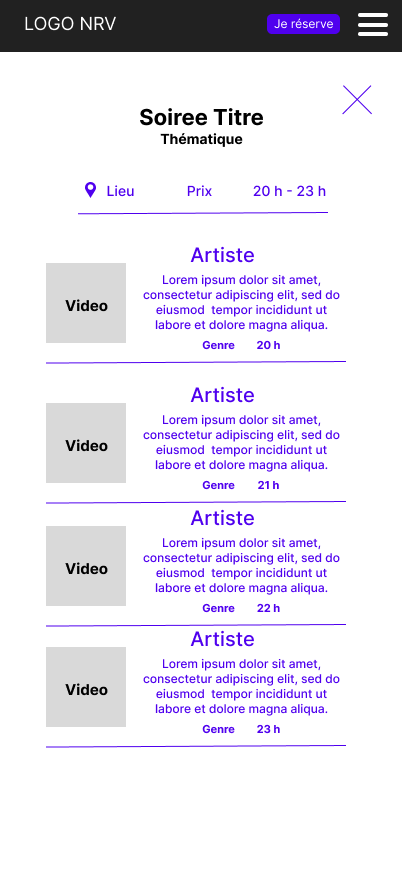 LOGO NRV
Je réserve
Soiree Titre
Thématique
Lieu Prix 20 h - 23 h
Artiste
Video
Lorem ipsum dolor sit amet,
consectetur adipiscing elit, sed do
eiusmod tempor incididunt ut
labore et dolore magna aliqua.
Genre 20 h
Artiste
Video
Lorem ipsum dolor sit amet,
consectetur adipiscing elit, sed do
eiusmod tempor incididunt ut
labore et dolore magna aliqua.
Genre 21 h
Artiste
Video
Lorem ipsum dolor sit amet,
consectetur adipiscing elit, sed do
eiusmod tempor incididunt ut
labore et dolore magna aliqua.
Genre 22 h
Artiste
Video
Lorem ipsum dolor sit amet,
consectetur adipiscing elit, sed do
eiusmod tempor incididunt ut
labore et dolore magna aliqua.
Genre 23 h